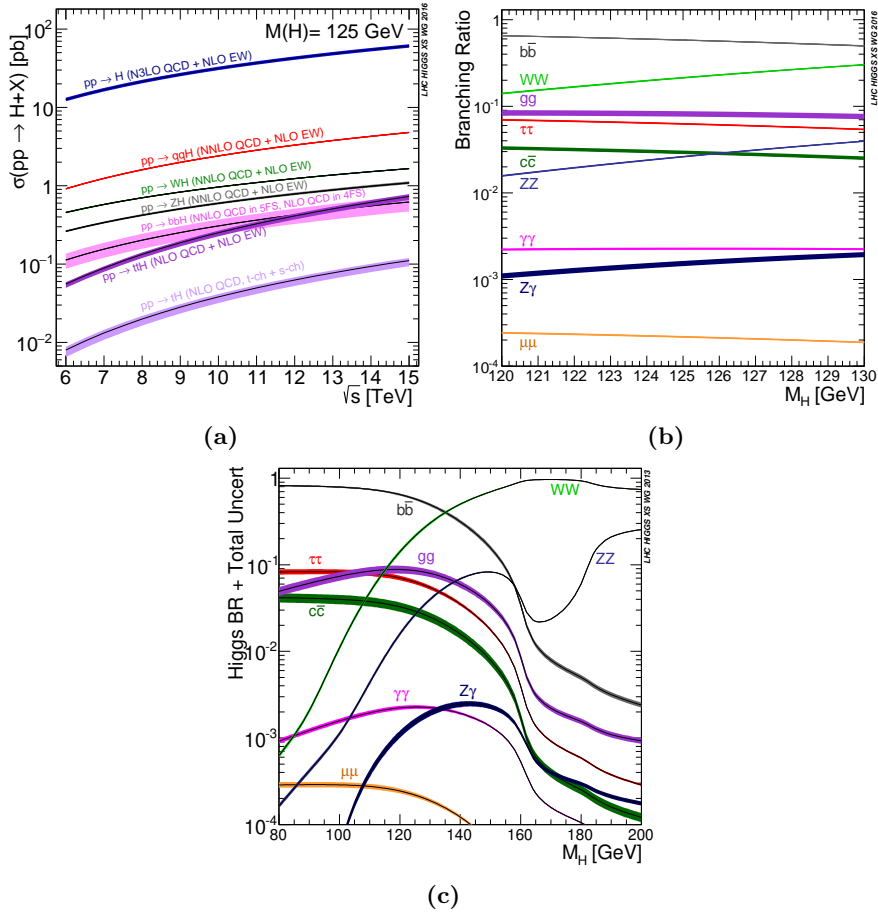 σ(pp → H+X) [pb]
M(H)= 125 GeV
LHC HIGGS XS WG 2016
pp → H (N3LO QCD + NLO EW)
pp → qqH (NNLO QCD + NLO EW)
pp → WH (NNLO QCD + NLO EW)
pp → ZH (NNLO QCD + NLO EW)
pp → bbH (NNLO QCD in 5FS, NLO QCD in 4FS)
pp → ttH (NLO QCD + NLO EW)
pp → tH (NLO QCD, t-ch + s-ch)
10²
10
1
10⁻¹
10⁻²
6 7 8 9 10 11 12 13 14 15
√s [TeV]
(a)
Branching Ratio
LHC HIGGS XS WG 2016
1
10⁻¹
10⁻²
10⁻³
10⁻⁴
bb̄
WW
gg
ττ
cc̄
ZZ
γγ
Zγ
μμ
120 121 122 123 124 125 126 127 128 129 130
M_H [GeV]
(b)
Higgs BR + Total Uncert
LHC HIGGS XS WG 2013
1
10⁻¹
10⁻²
10⁻³
10⁻⁴
bb̄
WW
ττ
gg
ZZ
cc̄
γγ
Zγ
μμ
80 100 120 140 160 180 200
M_H [GeV]
(c)